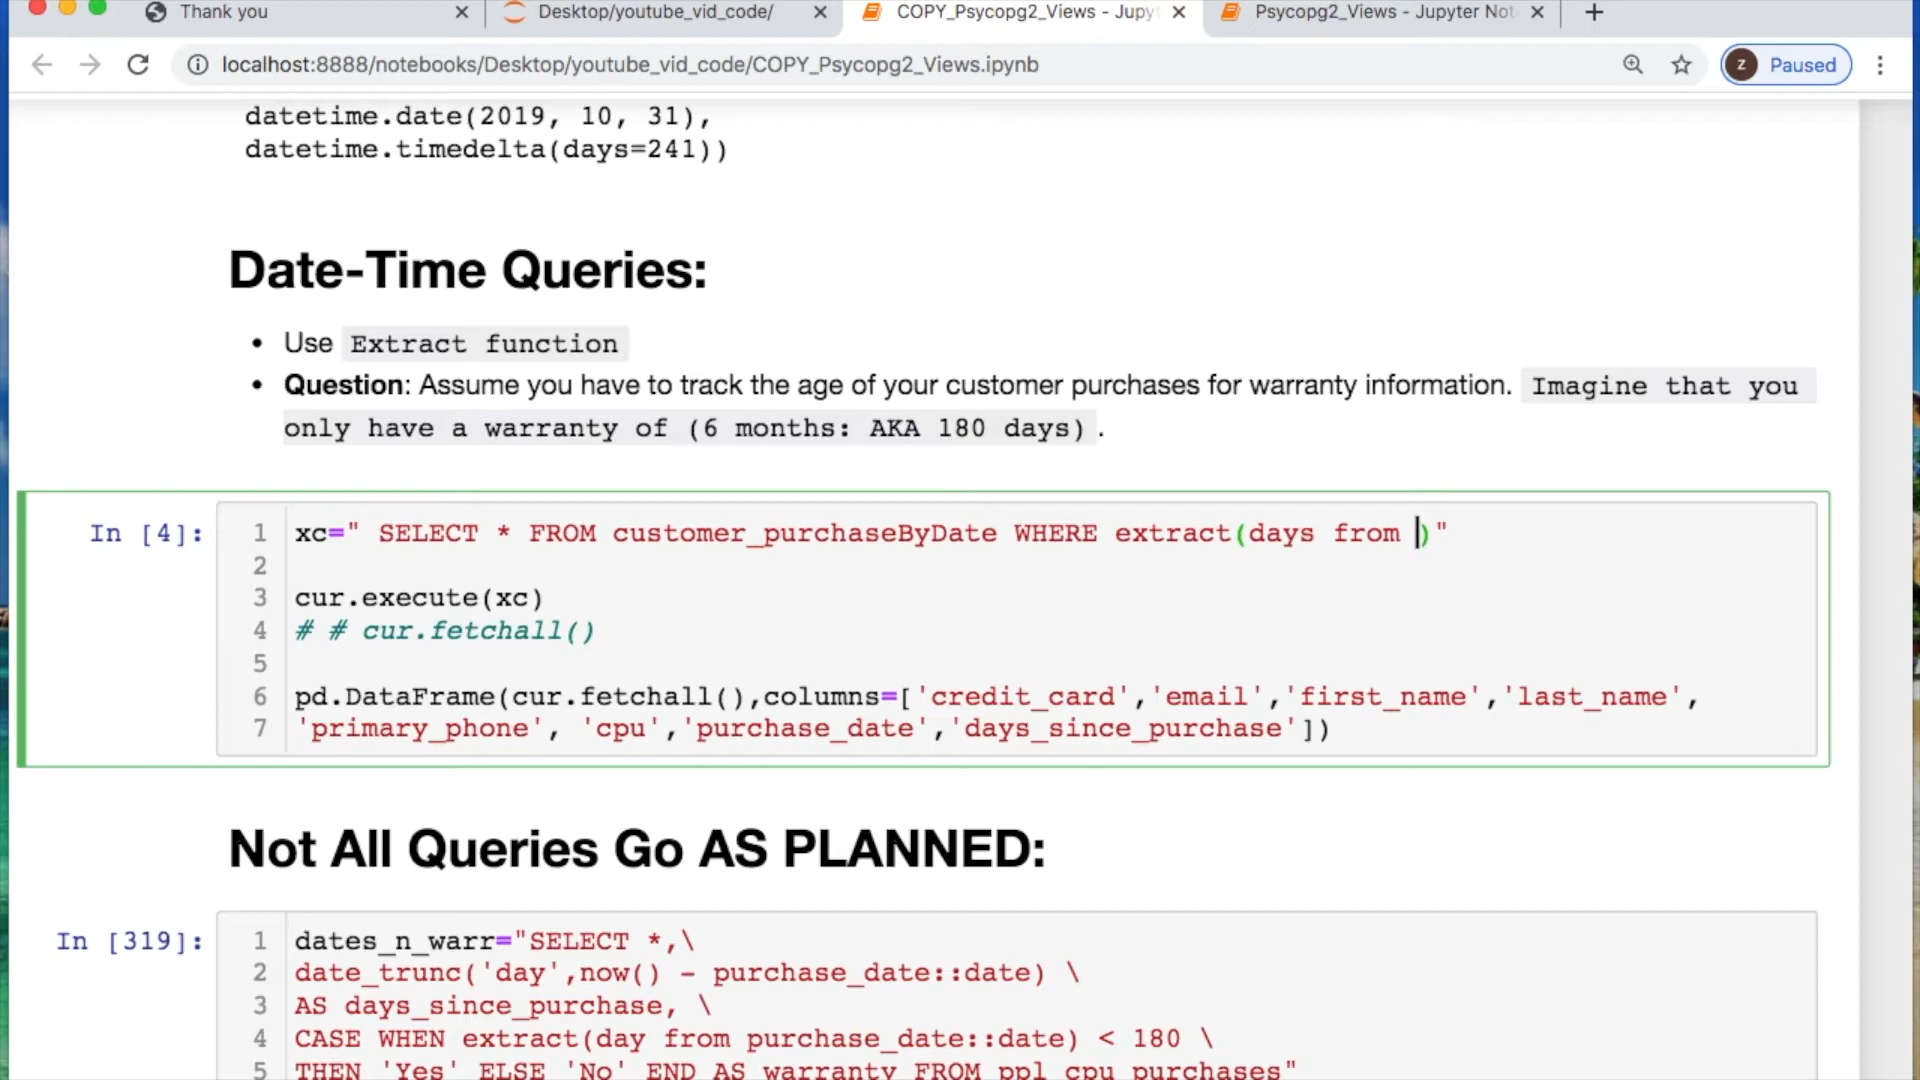 Thank you
Desktop/youtube_vid_code/
COPY_Psycopg2_Views - Jupy
Psycopg2_Views - Jupyter Not
localhost:8888/notebooks/Desktop/youtube_vid_code/COPY_Psycopg2_Views.ipynb
z Paused
datetime.date(2019, 10, 31),
datetime.timedelta(days=241))
Date-Time Queries:
• Use Extract function
• Question: Assume you have to track the age of your customer purchases for warranty information. Imagine that you
only have a warranty of (6 months: AKA 180 days).
In [4]: 1 xc=" SELECT * FROM customer_purchaseByDate WHERE extract(days from )"
2
3 cur.execute(xc)
4 # # cur.fetchall()
5
6 pd.DataFrame(cur.fetchall(),columns=['credit_card','email','first_name','last_name',
7 'primary_phone', 'cpu','purchase_date','days_since_purchase'])
Not All Queries Go AS PLANNED:
In [319]: 1 dates_n_warr="SELECT *,\
2 date_trunc('day',now() - purchase_date::date) \
3 AS days_since_purchase, \
4 CASE WHEN extract(day from purchase_date::date) < 180 \
5 THEN 'Yes' ELSE 'No' END AS warranty FROM ppl_cpu_purchases"